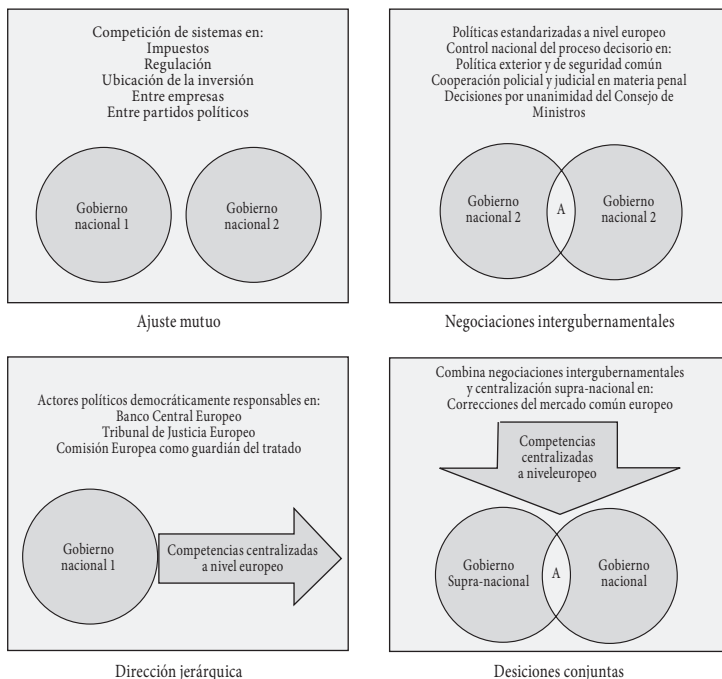 Competición de sistemas en:
Impuestos
Regulación
Ubicación de la inversión
Entre empresas
Entre partidos políticos
Gobierno
nacional 1
Gobierno
nacional 2
Ajuste mutuo
Políticas estandarizadas a nivel europeo
Control nacional del proceso decisorio en:
Política exterior y de seguridad común
Cooperación policial y judicial en materia penal
Decisiones por unanimidad del Consejo de
Ministros
Gobierno
nacional 2
A
Gobierno
nacional 2
Negociaciones intergubernamentales
Actores políticos democráticamente responsables en:
Banco Central Europeo
Tribunal de Justicia Europeo
Comisión Europea como guardián del tratado
Gobierno
nacional 1
Competencias centralizadas
a nivel europeo
Dirección jerárquica
Combina negociaciones intergubernamentales
y centralización supra-nacional en:
Correcciones del mercado común europeo
Competencias
centralizadas
a niveleuropeo
Gobierno
Supra-nacional
A
Gobierno
nacional
Desiciones conjuntas